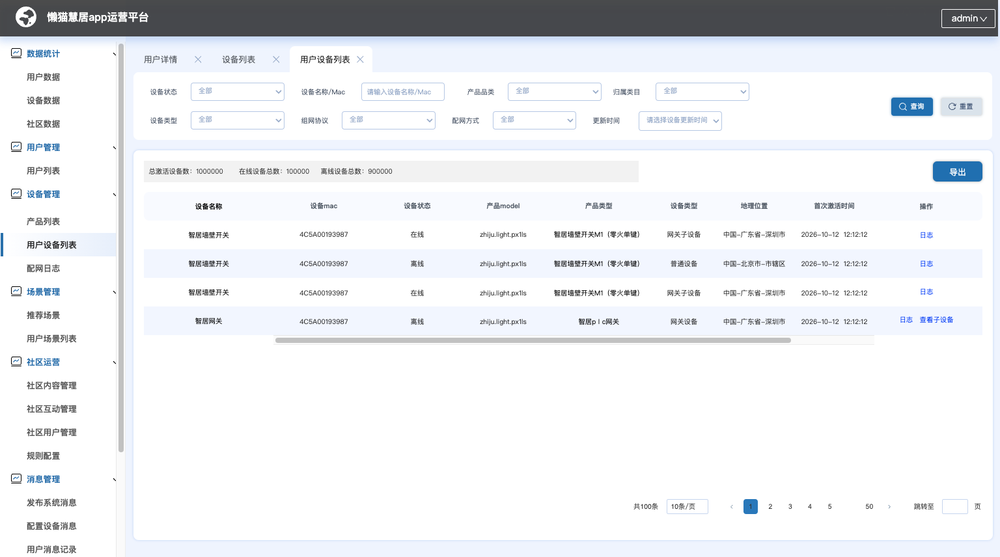 懒猫慧居app运营平台
admin
数据统计
用户数据
设备数据
社区数据
用户管理
用户列表
设备管理
产品列表
用户设备列表
配网日志
场景管理
推荐场景
用户场景列表
社区运营
社区内容管理
社区互动管理
社区用户管理
规则配置
消息管理
发布系统消息
配置设备消息
用户消息记录
用户详情 设备列表 用户设备列表
设备状态 全部 设备名称/Mac 请输入设备名称/Mac 产品品类 全部 归属类目 全部
设备类型 全部 组网协议 全部 配网方式 全部 更新时间 请选择设备更新时间
查询 重置
总激活设备数：1000000 在线设备总数：100000 离线设备总数：900000
导出
设备名称 设备mac 设备状态 产品model 产品类型 设备类型 地理位置 首次激活时间 操作
智居墙壁开关 4C5A00193987 在线 zhiju.light.px1ls 智居墙壁开关M1（零火单键） 网关子设备 中国-广东省-深圳市 2026-10-12 12:12:12 日志
智居墙壁开关 4C5A00193987 离线 zhiju.light.px1ls 智居墙壁开关M1（零火单键） 普通设备 中国-北京市-市辖区 2026-10-12 12:12:12 日志
智居墙壁开关 4C5A00193987 在线 zhiju.light.px1ls 智居墙壁开关M1（零火单键） 网关子设备 中国-广东省-深圳市 2026-10-12 12:12:12 日志
智居网关 4C5A00193987 离线 zhiju.light.px1ls 智居plc网关 网关设备 中国-广东省-深圳市 2026-10-12 12:12:12 日志 查看子设备
共100条 10条/页 1 2 3 4 5 50 跳转至 页